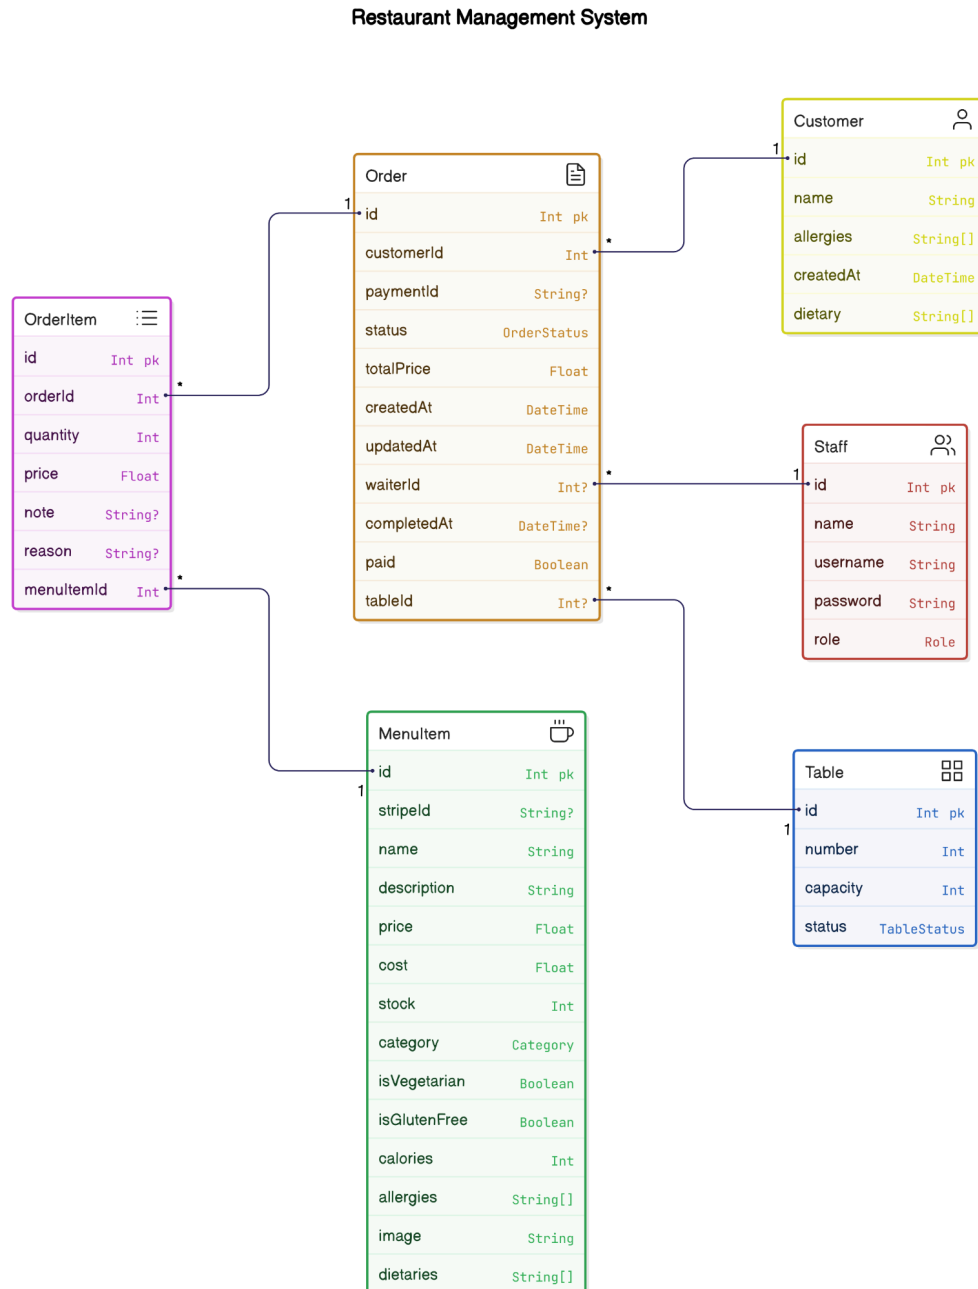 Restaurant Management System
Customer
1 id Int pk
name String
allergies String[]
createdAt DateTime
dietary String[]
Order
1 id Int pk
customerId Int *
paymentId String?
status OrderStatus
totalPrice Float
createdAt DateTime
updatedAt DateTime
waiterId Int? *
completedAt DateTime?
paid Boolean
tableId Int? *
OrderItem
id Int pk
orderId Int *
quantity Int
price Float
note String?
reason String?
menuItemId Int *
Staff
1 id Int pk
name String
username String
password String
role Role
MenuItem
id Int pk
1
stripeId String?
name String
description String
price Float
cost Float
stock Int
category Category
isVegetarian Boolean
isGlutenFree Boolean
calories Int
allergies String[]
image String
dietaries String[]
Table
id Int pk
1
number Int
capacity Int
status TableStatus